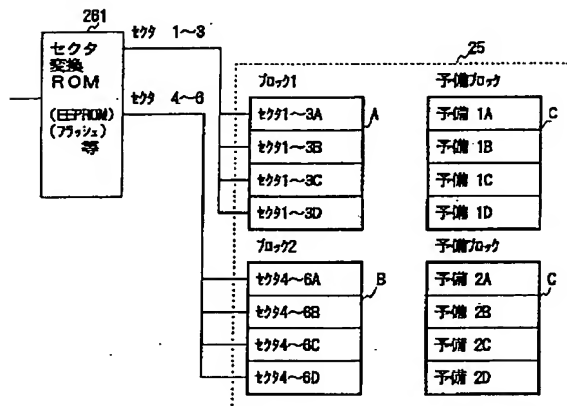 261
セクタ
変換
ROM
(EEPROM)
(フラッシュ)
等
セクタ 1〜3
セクタ 4〜6
25
ブロック1
セクタ1〜3A
セクタ1〜3B
セクタ1〜3C
セクタ1〜3D
A
予備ブロック
予備 1A
予備 1B
予備 1C
予備 1D
C
ブロック2
セクタ4〜6A
セクタ4〜6B
セクタ4〜6C
セクタ4〜6D
B
予備ブロック
予備 2A
予備 2B
予備 2C
予備 2D
C